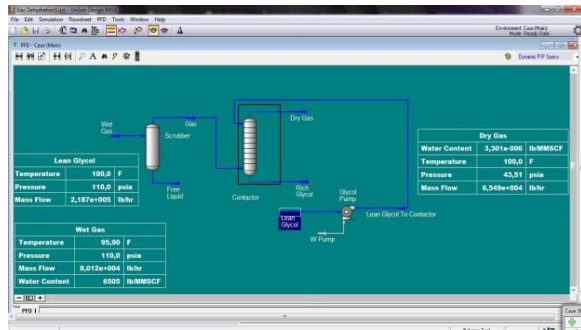 Gas Dehydration1.usc - UniSim Design R451
File Edit Simulation Flowsheet PFD Tools Window Help
Environment: Case (Main)
Mode: Steady State
PFD - Case (Main)
Dynamic P/F Specs
Wet Gas
Scrubber
Gas
Free Liquid
Dry Gas
Contactor
Rich Glycol
Glycol Pump
Lean Glycol
Lean Glycol To Contactor
W Pump
Lean Glycol
Temperature 100,0 F
Pressure 110,0 psia
Mass Flow 2,187e+005 lb/hr
Wet Gas
Temperature 95,90 F
Pressure 110,0 psia
Mass Flow 8,012e+004 lb/hr
Water Content 6505 lb/MMSCF
Dry Gas
Water Content 3,301e-006 lb/MMSCF
Temperature 100,0 F
Pressure 43,51 psia
Mass Flow 6,549e+004 lb/hr
PFD 1